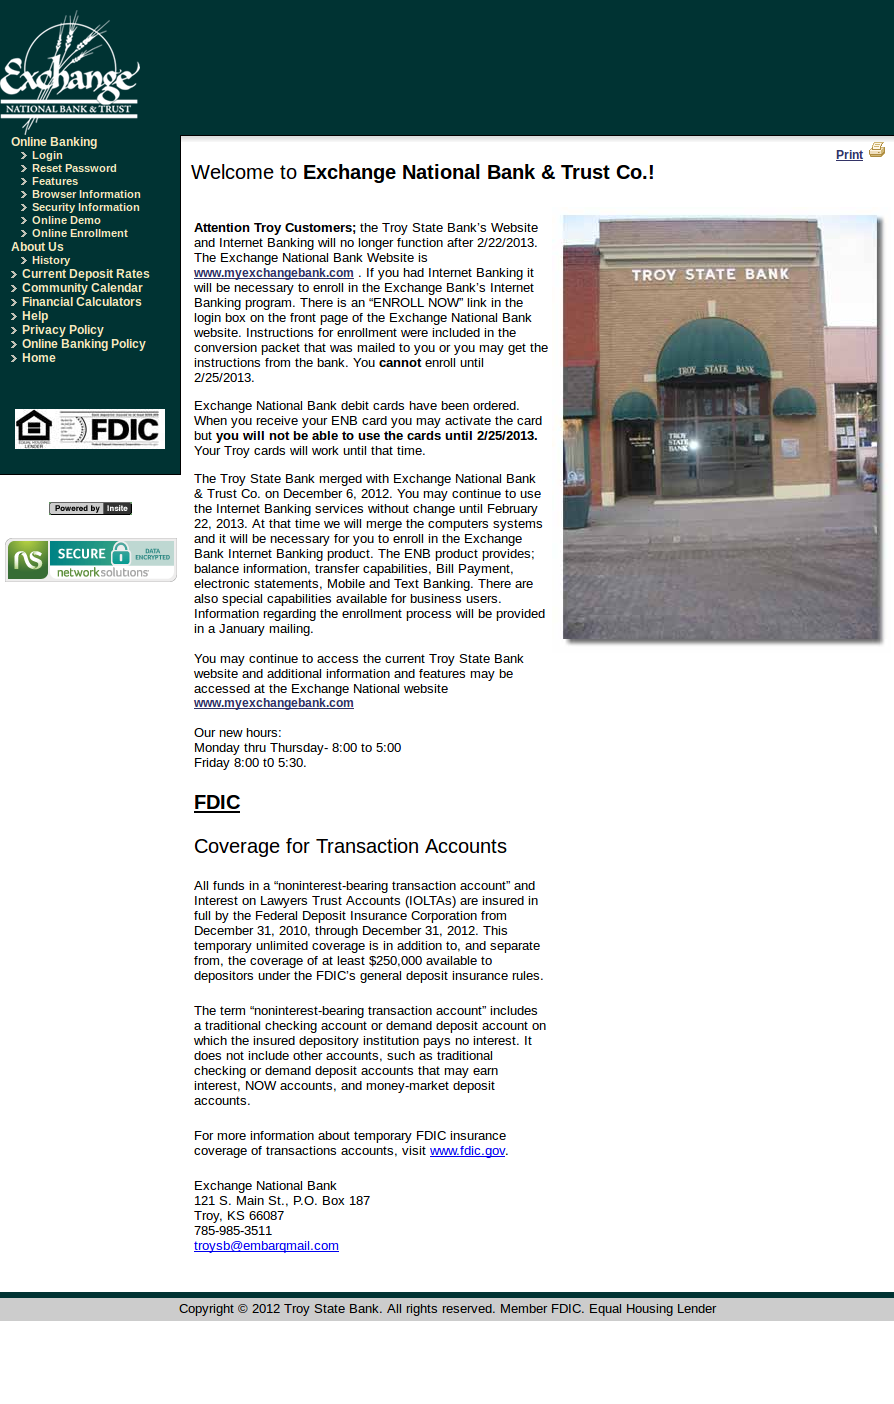 Exchange
NATIONAL BANK & TRUST
Online Banking
Login
Reset Password
Features
Browser Information
Security Information
Online Demo
Online Enrollment
About Us
History
Current Deposit Rates
Community Calendar
Financial Calculators
Help
Privacy Policy
Online Banking Policy
Home
EQUAL HOUSING
LENDER
FDIC
Powered by Insite
NS
SECURE
DATA
ENCRYPTED
networksolutions
Print
Welcome to Exchange National Bank & Trust Co.!
Attention Troy Customers; the Troy State Bank’s Website
and Internet Banking will no longer function after 2/22/2013.
The Exchange National Bank Website is
www.myexchangebank.com . If you had Internet Banking it
will be necessary to enroll in the Exchange Bank’s Internet
Banking program. There is an “ENROLL NOW” link in the
login box on the front page of the Exchange National Bank
website. Instructions for enrollment were included in the
conversion packet that was mailed to you or you may get the
instructions from the bank. You cannot enroll until
2/25/2013.
Exchange National Bank debit cards have been ordered.
When you receive your ENB card you may activate the card
but you will not be able to use the cards until 2/25/2013.
Your Troy cards will work until that time.
The Troy State Bank merged with Exchange National Bank
& Trust Co. on December 6, 2012. You may continue to use
the Internet Banking services without change until February
22, 2013. At that time we will merge the computers systems
and it will be necessary for you to enroll in the Exchange
Bank Internet Banking product. The ENB product provides;
balance information, transfer capabilities, Bill Payment,
electronic statements, Mobile and Text Banking. There are
also special capabilities available for business users.
Information regarding the enrollment process will be provided
in a January mailing.
You may continue to access the current Troy State Bank
website and additional information and features may be
accessed at the Exchange National website
www.myexchangebank.com
Our new hours:
Monday thru Thursday- 8:00 to 5:00
Friday 8:00 t0 5:30.
TROY STATE BANK
TROY STATE BANK
TROY
STATE
BANK
FDIC
Coverage for Transaction Accounts
All funds in a “noninterest-bearing transaction account” and
Interest on Lawyers Trust Accounts (IOLTAs) are insured in
full by the Federal Deposit Insurance Corporation from
December 31, 2010, through December 31, 2012. This
temporary unlimited coverage is in addition to, and separate
from, the coverage of at least $250,000 available to
depositors under the FDIC’s general deposit insurance rules.
The term “noninterest-bearing transaction account” includes
a traditional checking account or demand deposit account on
which the insured depository institution pays no interest. It
does not include other accounts, such as traditional
checking or demand deposit accounts that may earn
interest, NOW accounts, and money-market deposit
accounts.
For more information about temporary FDIC insurance
coverage of transactions accounts, visit www.fdic.gov.
Exchange National Bank
121 S. Main St., P.O. Box 187
Troy, KS 66087
785-985-3511
troysb@embarqmail.com
Copyright © 2012 Troy State Bank. All rights reserved. Member FDIC. Equal Housing Lender